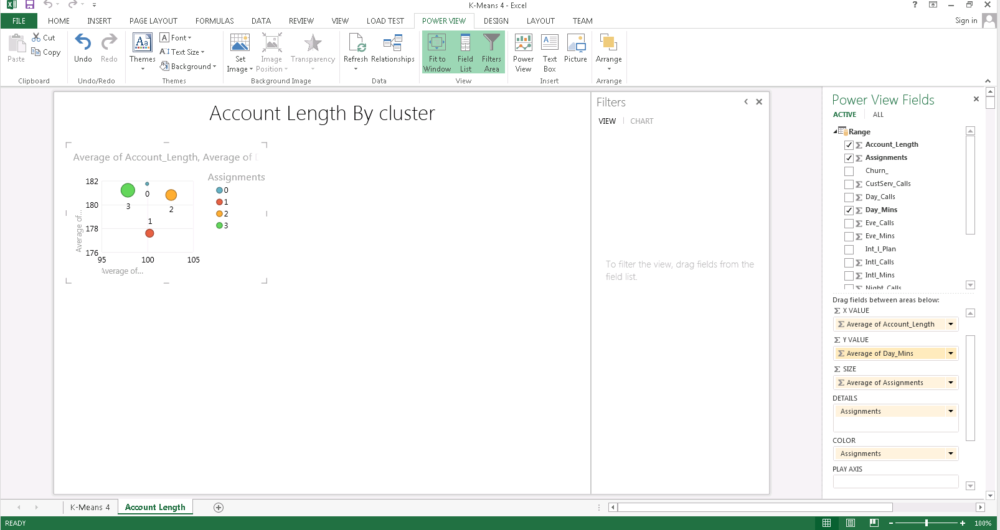 K-Means 4 - Excel
?
FILE HOME INSERT PAGE LAYOUT FORMULAS DATA REVIEW VIEW LOAD TEST POWER VIEW DESIGN LAYOUT TEAM Sign in
Paste Cut Copy Undo Redo Themes Font Text Size Background Set Image Image Position Transparency Refresh Relationships Fit to Window Field List Filters Area Power View Text Box Picture Arrange
Clipboard Undo/Redo Themes Background Image Data View Insert Arrange
Account Length By cluster
Average of Account_Length, Average of
Assignments
0
1
2
3
182
180
178
176
95 100 105
0
3
2
1
Average of...
Average of...
Filters
VIEW CHART
To filter the view, drag fields from the
field list.
Power View Fields
ACTIVE ALL
Range
Account_Length
Assignments
Churn_
CustServ_Calls
Day_Calls
Day_Mins
Eve_Calls
Eve_Mins
Int_l_Plan
Intl_Calls
Intl_Mins
Night_Calls
Drag fields between areas below:
Σ X VALUE
Σ Average of Account_Length
Σ Y VALUE
Σ Average of Day_Mins
Σ SIZE
Σ Average of Assignments
DETAILS
Assignments
COLOR
Assignments
PLAY AXIS
K-Means 4 Account Length
READY 100%